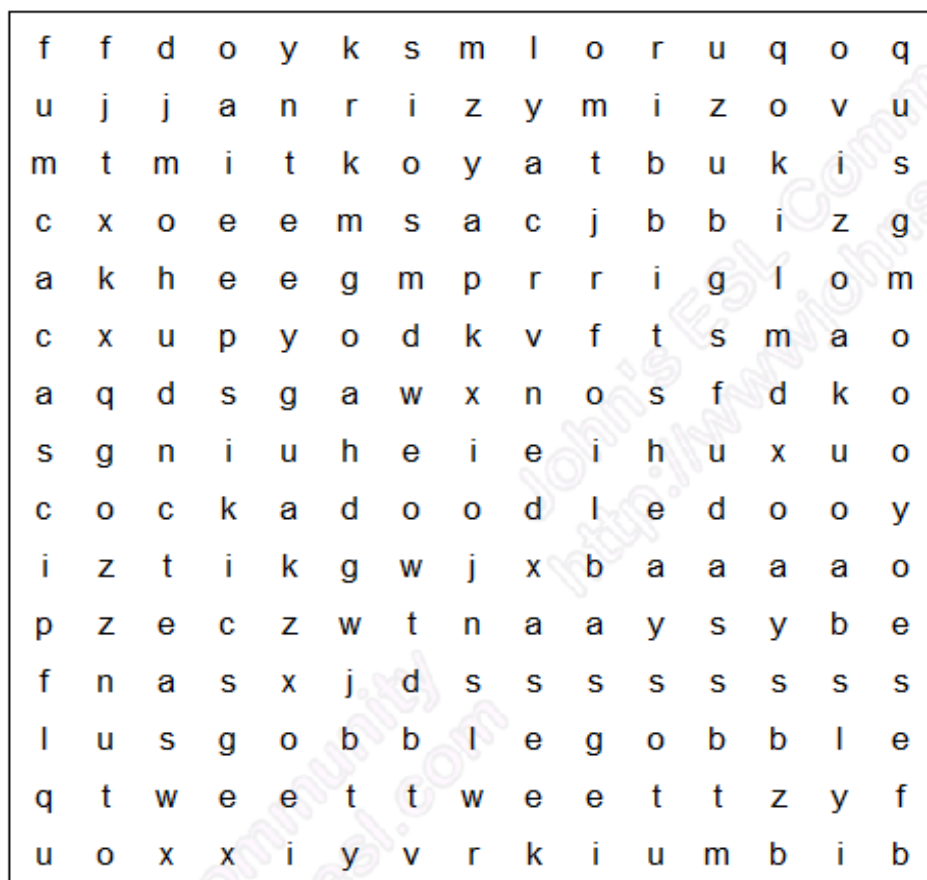 f f d o y k s m l o r u q o q
u j j a n r i z y m i z o v u
m t m i t k o y a t b u k i s
c x o e e m s a c j b b i z g
a k h e e g m p r r i g l o m
c x u p y o d k v f t s m a o
a q d s g a w x n o s f d k o
s g n i u h e i e i h u x u o
c o c k a d o o d l e d o o y
i z t i k g w j x b a a a a o
p z e c z w t n a a y s y b e
f n a s x j d s s s s s s s s
l u s g o b b l e g o b b l e
q t w e e t t w e e t t z y f
u o x x i y v r k i u m b i b